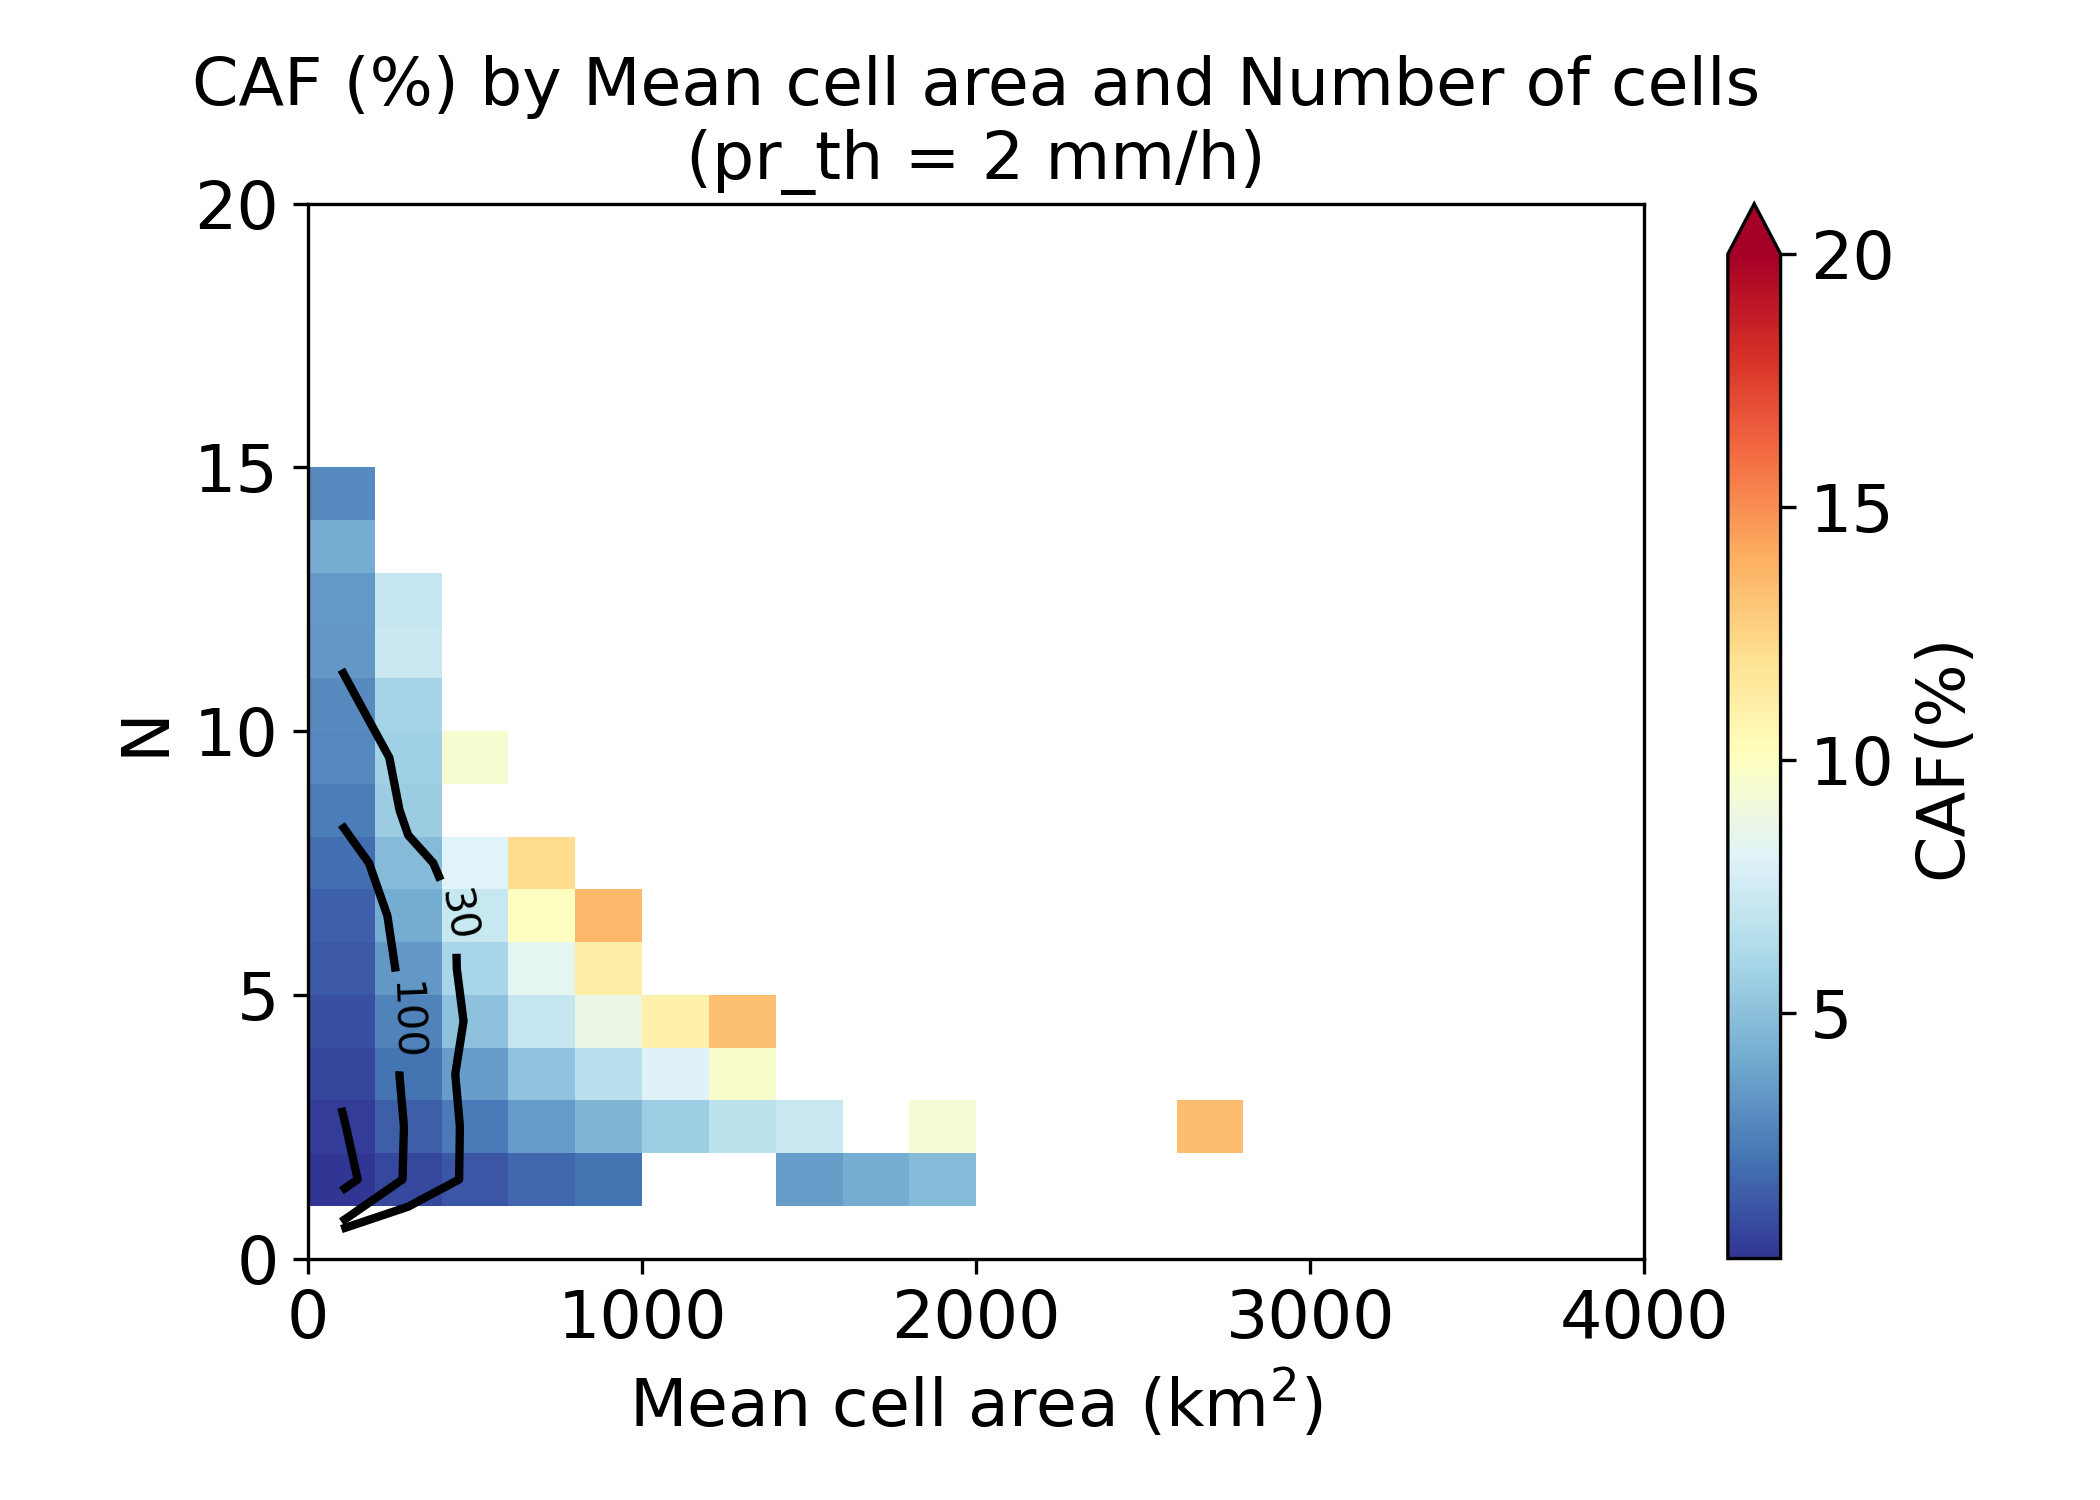 CAF (%) by Mean cell area and Number of cells
(pr_th = 2 mm/h)
20
15
10
5
0
N
30
100
0 1000 2000 3000 4000
Mean cell area (km²)
20
15
10
5
CAF(%)